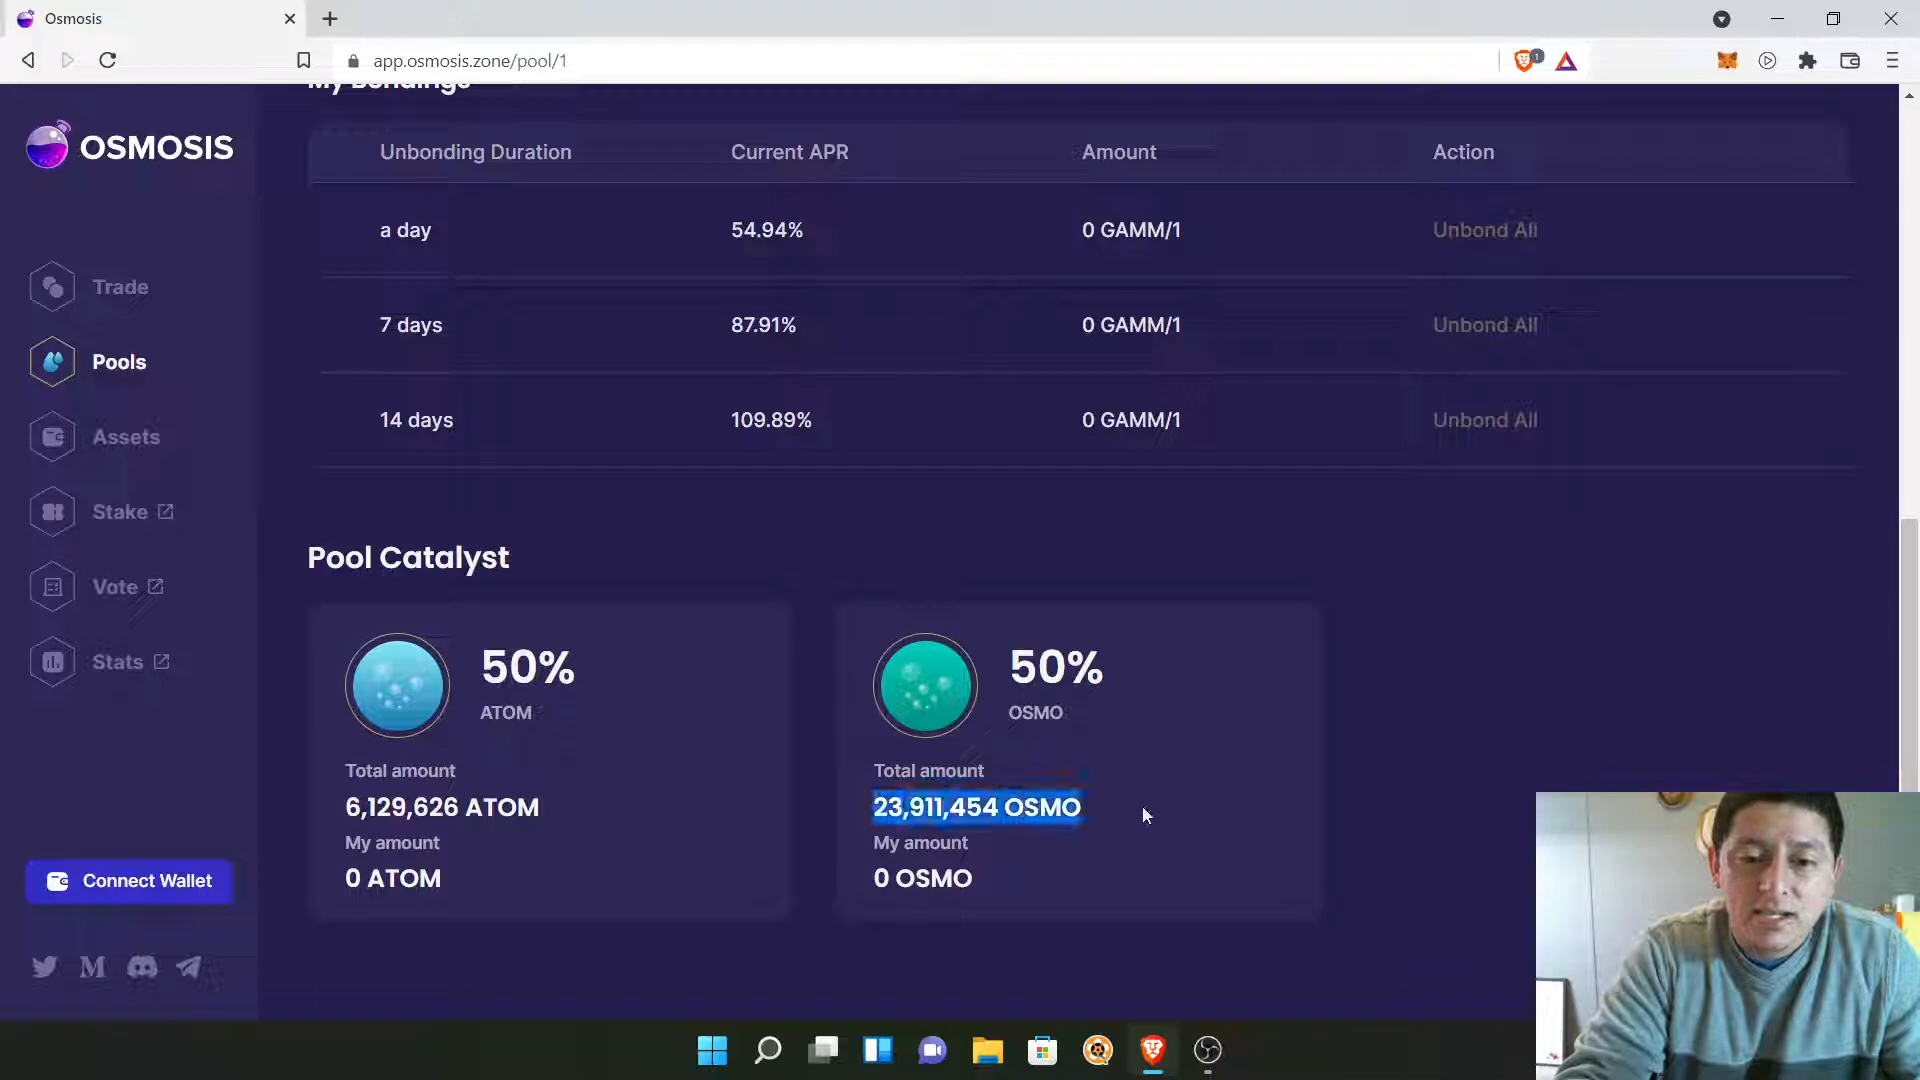 Osmosis
app.osmosis.zone/pool/1
1
My Bondings
OSMOSIS
Unbonding Duration Current APR Amount Action
a day 54.94% 0 GAMM/1 Unbond All
7 days 87.91% 0 GAMM/1 Unbond All
14 days 109.89% 0 GAMM/1 Unbond All
Trade
Pools
Assets
Stake
Vote
Stats
Connect Wallet
Pool Catalyst
50%
ATOM
Total amount
6,129,626 ATOM
My amount
0 ATOM
50%
OSMO
Total amount
23,911,454 OSMO
My amount
0 OSMO